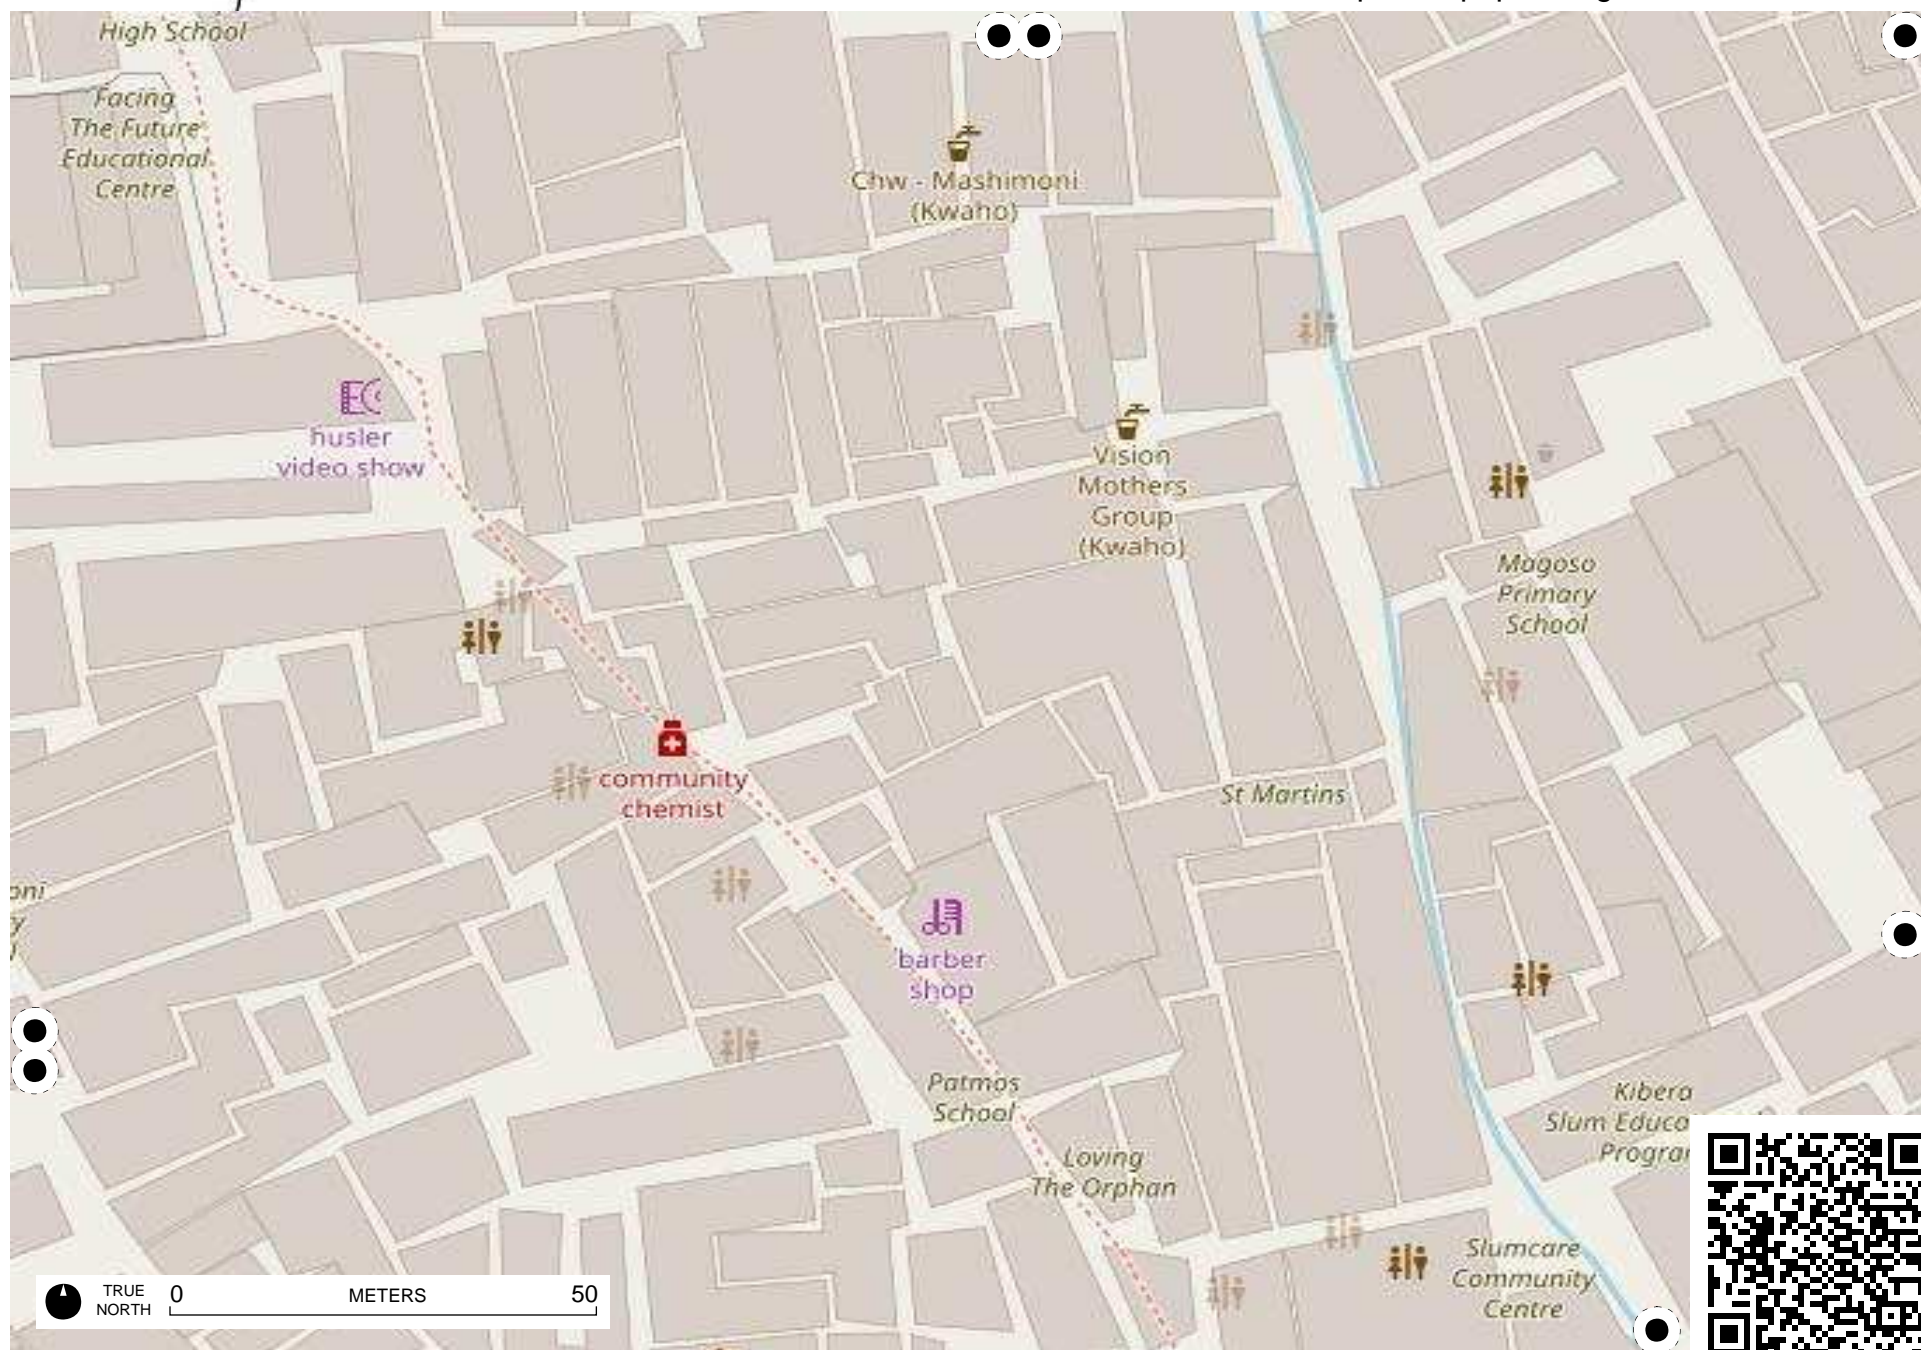 High School
Facing
The Future
Educational
Centre
Chw - Mashimoni
(Kwaho)
husler
video show
Vision
Mothers
Group
(Kwaho)
Magoso
Primary
School
community
chemist
St Martins
oni
y
l
barber
shop
Patmos
School
Loving
The Orphan
Kibera
Slum Educa
Progra
Slumcare
Community
Centre
TRUE
NORTH
0 METERS 50